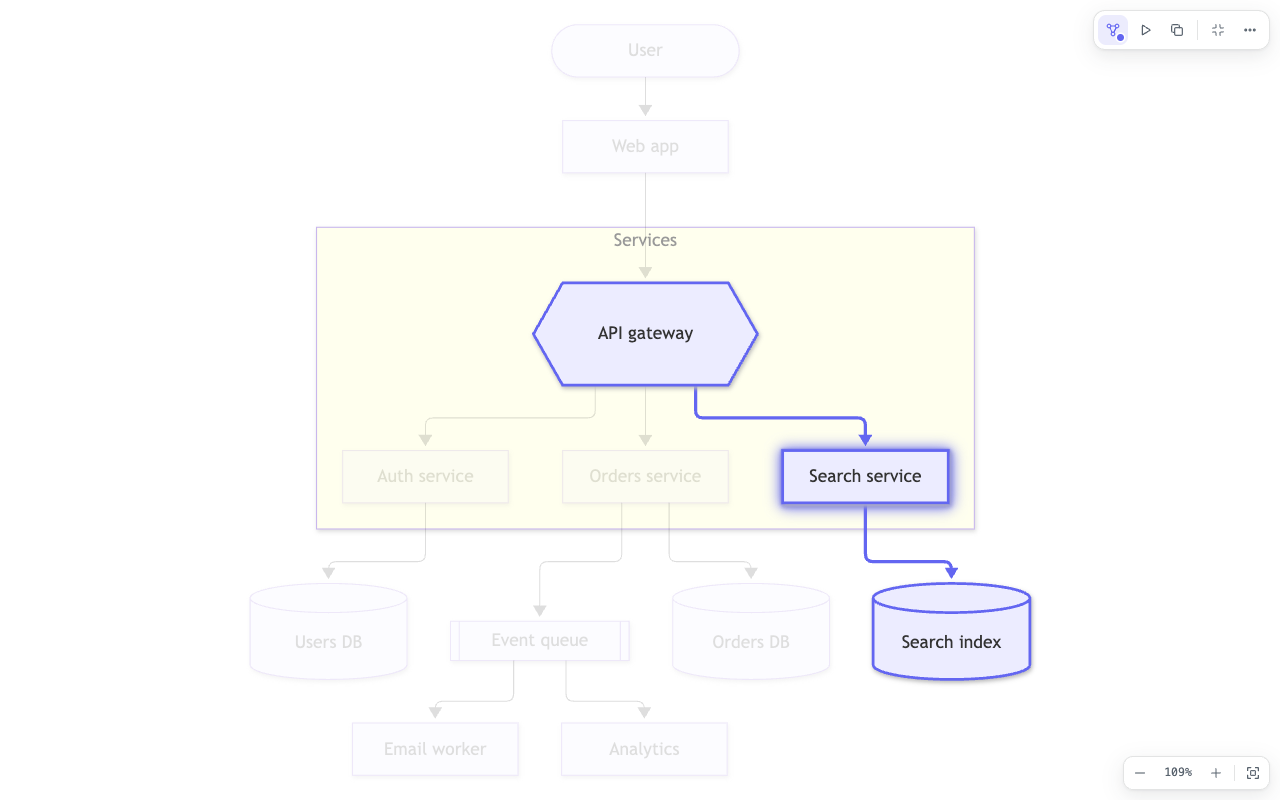 User
Web app
Services
API gateway
Auth service
Orders service
Search service
Users DB
Event queue
Orders DB
Search index
Email worker
Analytics
109%